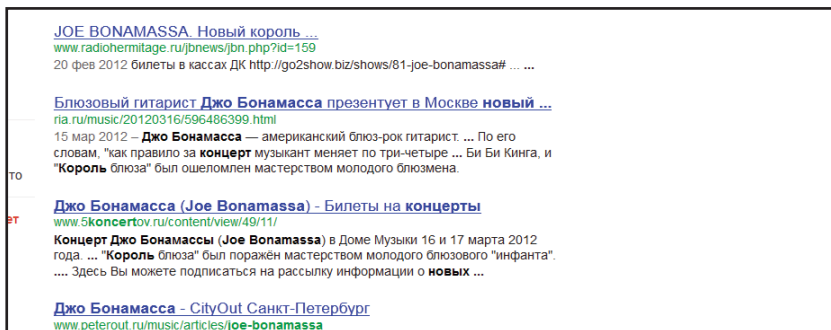 JOE BONAMASSA. Новый король ...
www.radiohermitage.ru/jbnews/jbn.php?id=159
20 фев 2012 билеты в кассах ДК http://go2show.biz/shows/81-joe-bonamassa# ... ...
Блюзовый гитарист Джо Бонамасса презентует в Москве новый ...
ria.ru/music/20120316/596486399.html
15 мар 2012 – Джо Бонамасса — американский блюз-рок гитарист. ... По его
словам, "как правило за концерт музыкант меняет по три-четыре ... Би Би Кинга, и
"Король блюза" был ошеломлен мастерством молодого блюзмена.
то
Джо Бонамасса (Joe Bonamassa) - Билеты на концерты
ет
www.5koncertov.ru/content/view/49/11/
Концерт Джо Бонамассы (Joe Bonamassa) в Доме Музыки 16 и 17 марта 2012
года. ... "Король блюза" был поражён мастерством молодого блюзового "инфанта".
.... Здесь Вы можете подписаться на рассылку информации о новых ...
Джо Бонамасса - CityOut Санкт-Петербург
www.peterout.ru/music/articles/joe-bonamassa